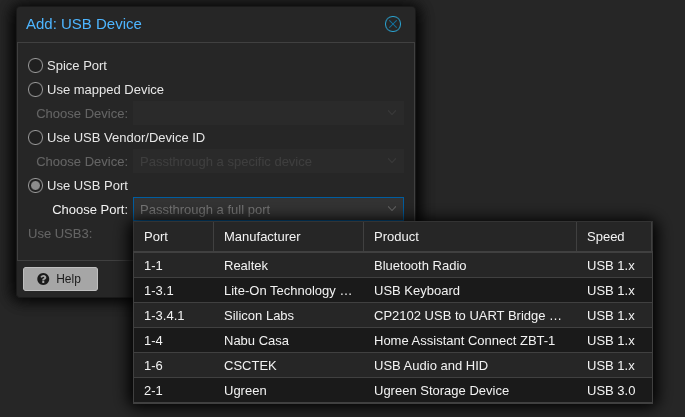 Add: USB Device
Spice Port
Use mapped Device
Choose Device:
Use USB Vendor/Device ID
Choose Device: Passthrough a specific device
Use USB Port
Choose Port: Passthrough a full port
Use USB3:
Help
Port Manufacturer Product Speed
1-1 Realtek Bluetooth Radio USB 1.x
1-3.1 Lite-On Technology … USB Keyboard USB 1.x
1-3.4.1 Silicon Labs CP2102 USB to UART Bridge … USB 1.x
1-4 Nabu Casa Home Assistant Connect ZBT-1 USB 1.x
1-6 CSCTEK USB Audio and HID USB 1.x
2-1 Ugreen Ugreen Storage Device USB 3.0